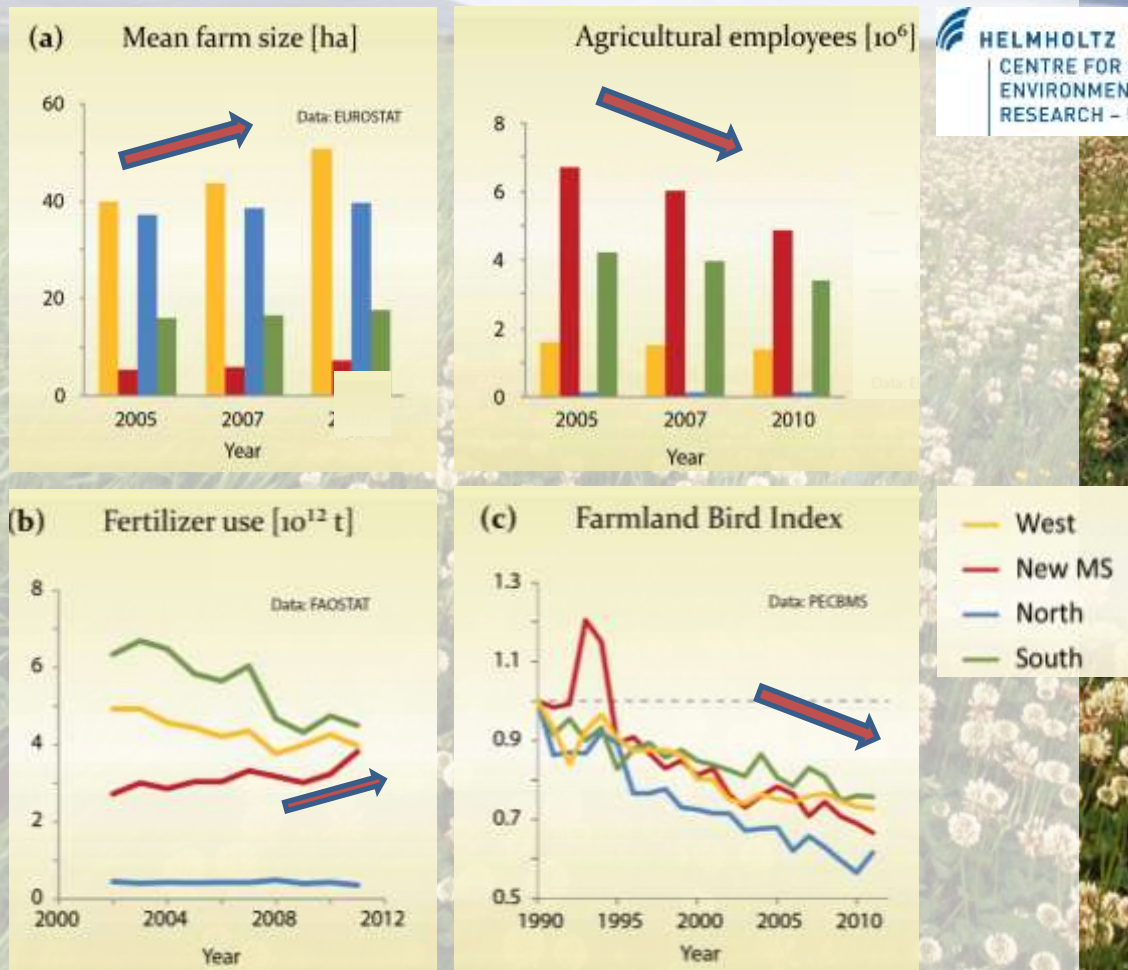 (a) Mean farm size [ha]
Data: EUROSTAT
60
40
20
0
2005 2007
Year
Agricultural employees [10⁶]
8
6
4
2
0
2005 2007 2010
Year
HELMHOLTZ
CENTRE FOR
RESEARCH –
(b) Fertilizer use [10¹² t]
Data: FAOSTAT
8
6
4
2
0
2000 2004 2008 2012
Year
(c) Farmland Bird Index
Data: PECBMS
1.3
1.1
0.9
0.7
0.5
1990 1995 2000 2005 2010
Year
West
New MS
North
South